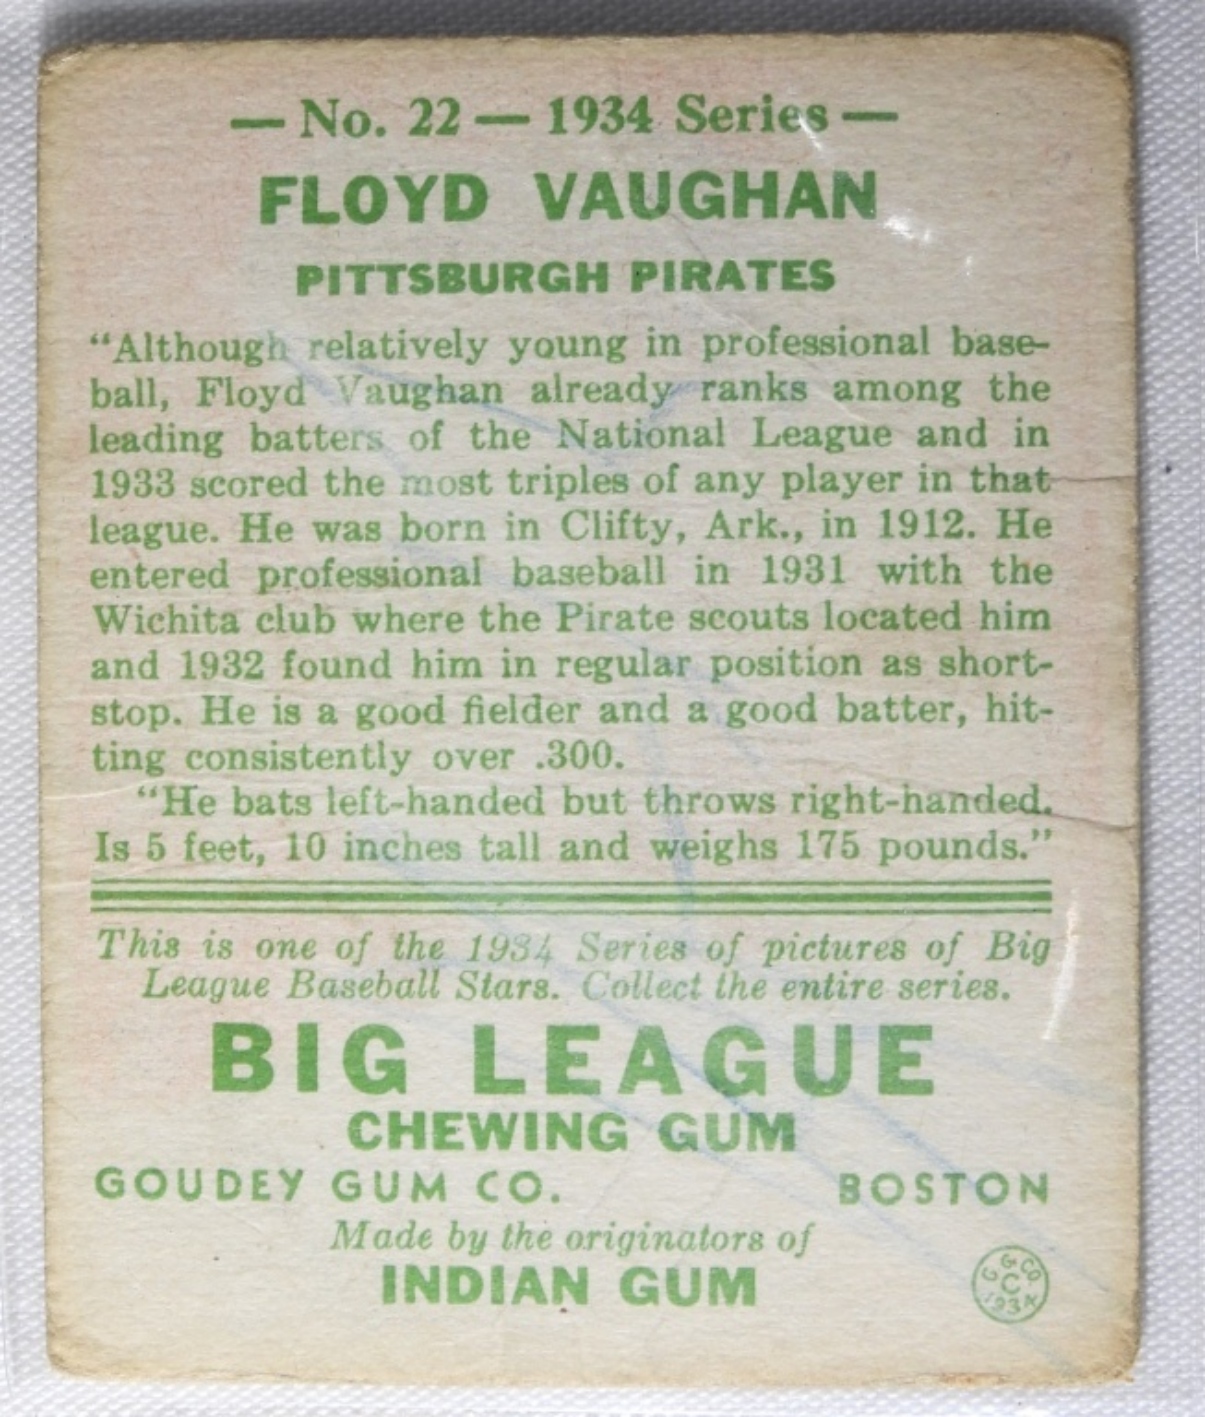 — No. 22 — 1934 Series —
FLOYD VAUGHAN
PITTSBURGH PIRATES
“Although relatively young in professional base-
ball, Floyd Vaughan already ranks among the
leading batters of the National League and in
1933 scored the most triples of any player in that
league. He was born in Clifty, Ark., in 1912. He
entered professional baseball in 1931 with the
Wichita club where the Pirate scouts located him
and 1932 found him in regular position as short-
stop. He is a good fielder and a good batter, hit-
ting consistently over .300.
“He bats left-handed but throws right-handed.
Is 5 feet, 10 inches tall and weighs 175 pounds.”
This is one of the 1934 Series of pictures of Big
League Baseball Stars. Collect the entire series.
BIG LEAGUE
CHEWING GUM
GOUDEY GUM CO. BOSTON
Made by the originators of
INDIAN GUM
G G CO.
C
1934